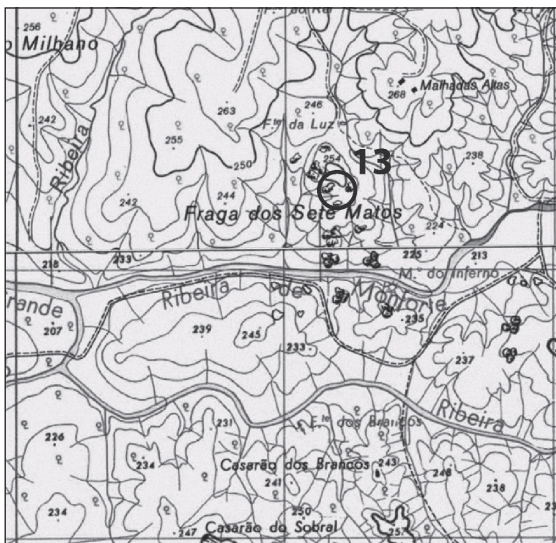 256
o Milhano
263
246
268
Malhadas Altas
242
F.te da Luz
255
250
254
13
238
Ribeira
242
244
Fraga dos Sete Matos
224
218
233
225
213
M.º do Inferno
Ribeira de Monforte
rande
207
239
245
233
235
237
Ribeira
231
F.te dos Brancos
226
234
Casarão dos Brancos
243
241
248
238
234
250
247
Casarão do Sobral
257